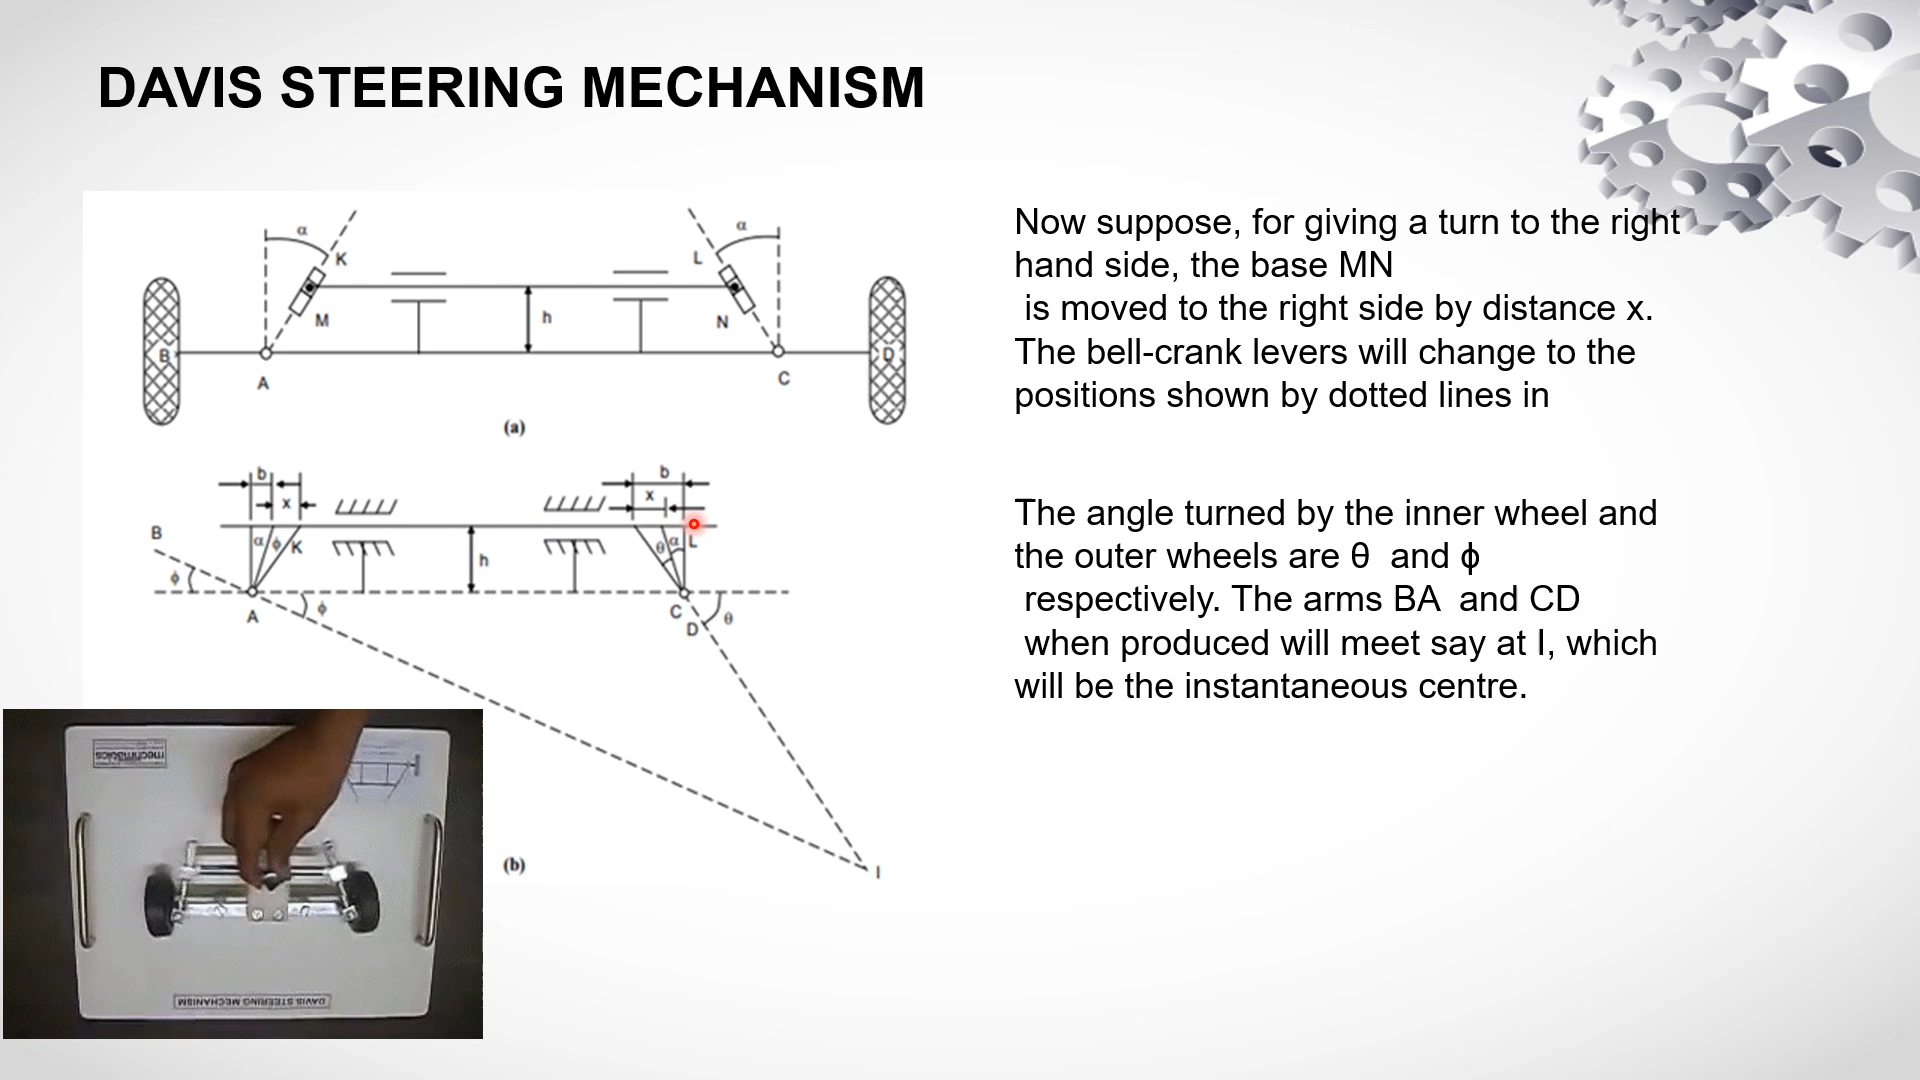 DAVIS STEERING MECHANISM
Now suppose, for giving a turn to the right
hand side, the base MN
is moved to the right side by distance x.
The bell-crank levers will change to the
positions shown by dotted lines in
The angle turned by the inner wheel and
the outer wheels are θ and ϕ
respectively. The arms BA and CD
when produced will meet say at I, which
will be the instantaneous centre.
α α
K L
M h N
B D
A C
(a)
b b
x x
B
α ϕ K θ α L
h
ϕ ϕ
A C θ
D
(b) I
mechmatics
DAVIS STEERING MECHANISM